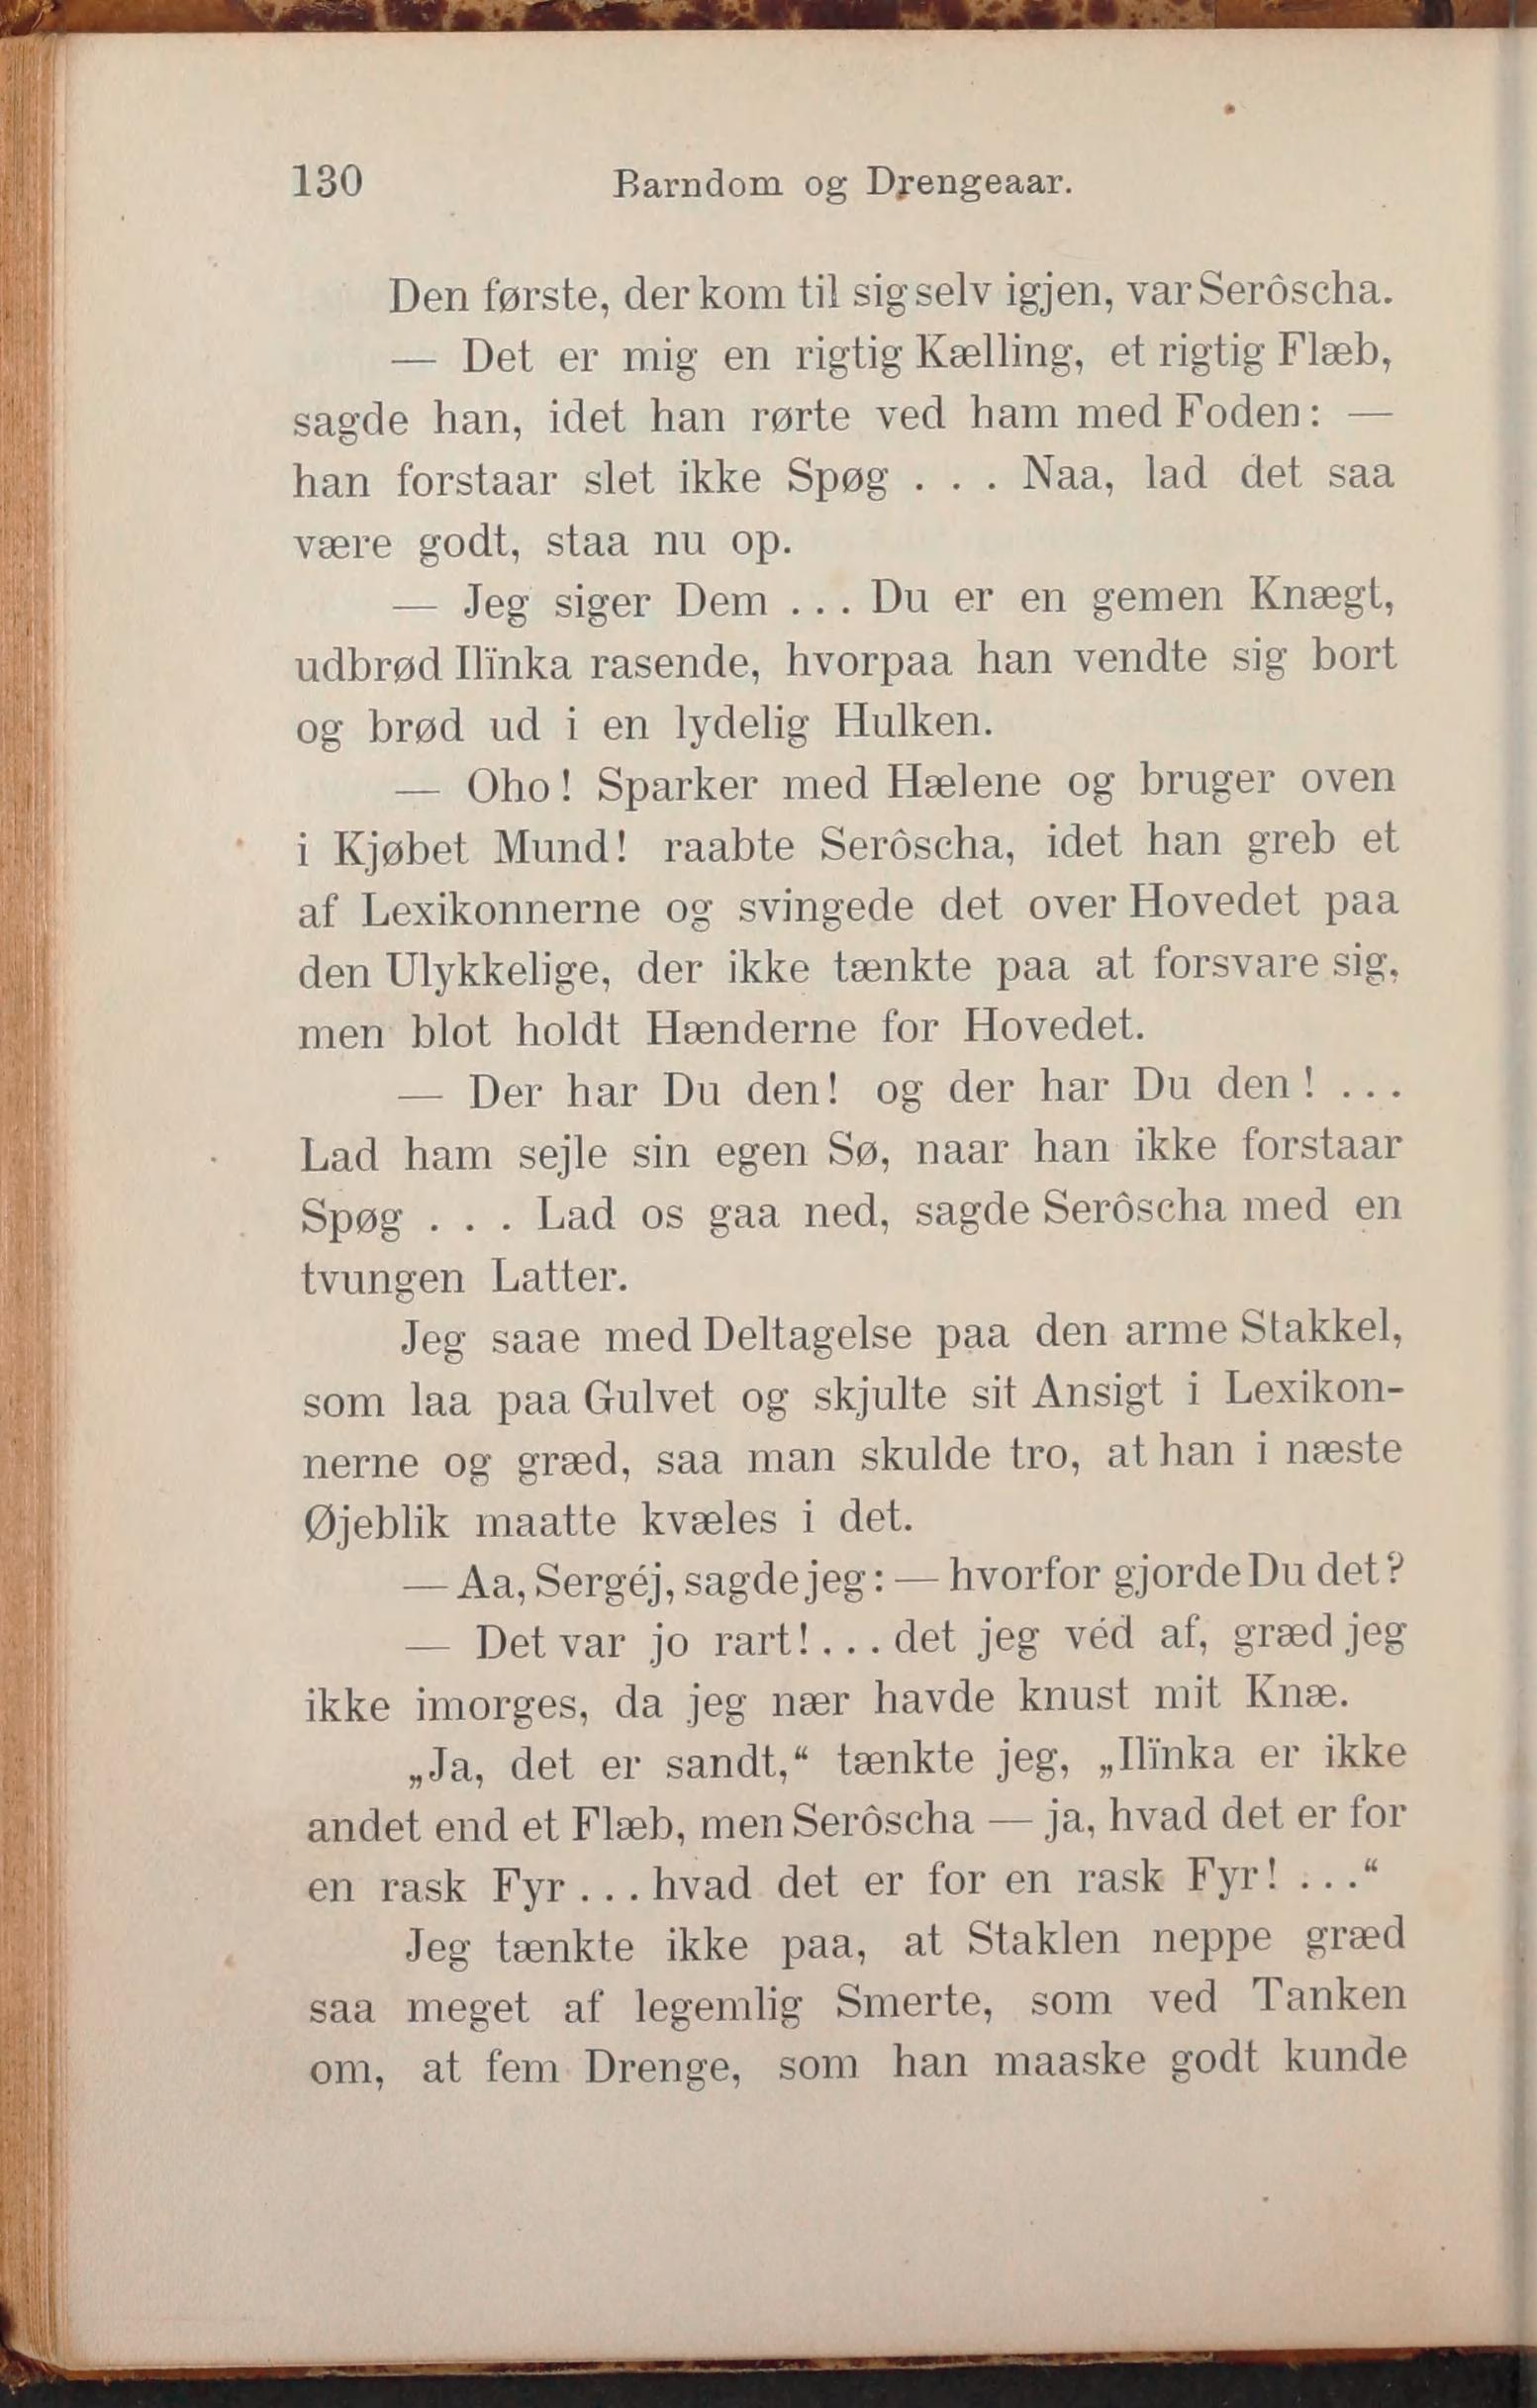 130 Barndom og Drengeaar.
Den første, der kom til sig selv igjen, var Serôscha.
— Det er mig en rigtig Kælling, et rigtig Flæb,
sagde han, idet han rørte ved ham med Foden: —
han forstaar slet ikke Spøg . . . Naa, lad det saa
være godt, staa nu op.
— Jeg siger Dem ... Du er en gemen Knægt,
udbrød Ilïnka rasende, hvorpaa han vendte sig bort
og brød ud i en lydelig Hulken.
— Oho! Sparker med Hælene og bruger oven
i Kjøbet Mund! raabte Serôscha, idet han greb et
af Lexikonnerne og svingede det over Hovedet paa
den Ulykkelige, der ikke tænkte paa at forsvare sig,
men blot holdt Hænderne for Hovedet.
— Der har Du den! og der har Du den! ...
Lad ham sejle sin egen Sø, naar han ikke forstaar
Spøg . . . Lad os gaa ned, sagde Serôscha med en
tvungen Latter.
Jeg saae med Deltagelse paa den arme Stakkel,
som laa paa Gulvet og skjulte sit Ansigt i Lexikon-
nerne og græd, saa man skulde tro, at han i næste
Øjeblik maatte kvæles i det.
— Aa, Sergéj, sagde jeg: — hvorfor gjorde Du det?
— Det var jo rart!... det jeg véd af, græd jeg
ikke imorges, da jeg nær havde knust mit Knæ.
„Ja, det er sandt,“ tænkte jeg, „Ilïnka er ikke
andet end et Flæb, men Serôscha — ja, hvad det er for
en rask Fyr ... hvad det er for en rask Fyr! ...“
Jeg tænkte ikke paa, at Staklen neppe græd
saa meget af legemlig Smerte, som ved Tanken
om, at fem Drenge, som han maaske godt kunde